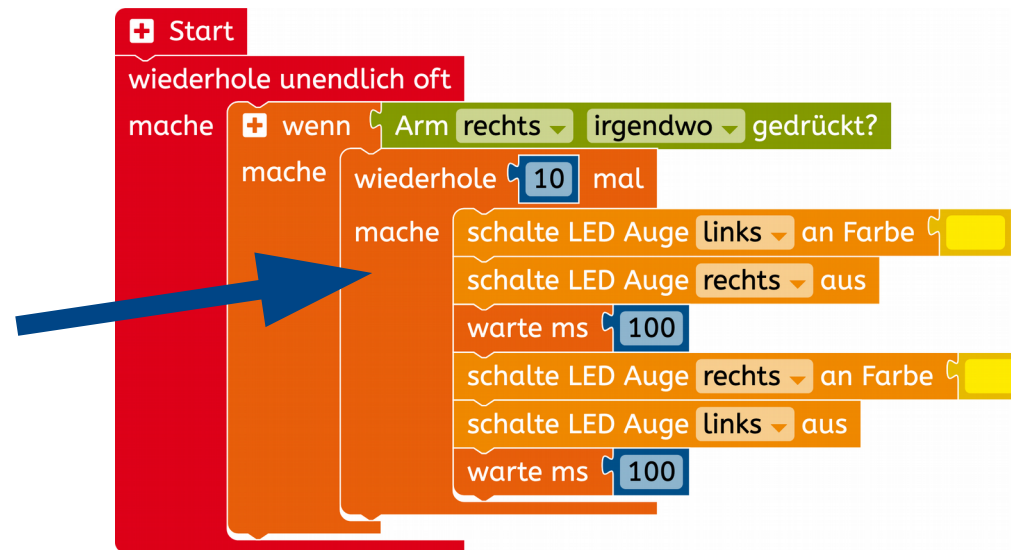 Start
wiederhole unendlich oft
mache wenn Arm rechts irgendwo gedrückt?
mache wiederhole 10 mal
mache schalte LED Auge links an Farbe
schalte LED Auge rechts aus
warte ms 100
schalte LED Auge rechts an Farbe
schalte LED Auge links aus
warte ms 100